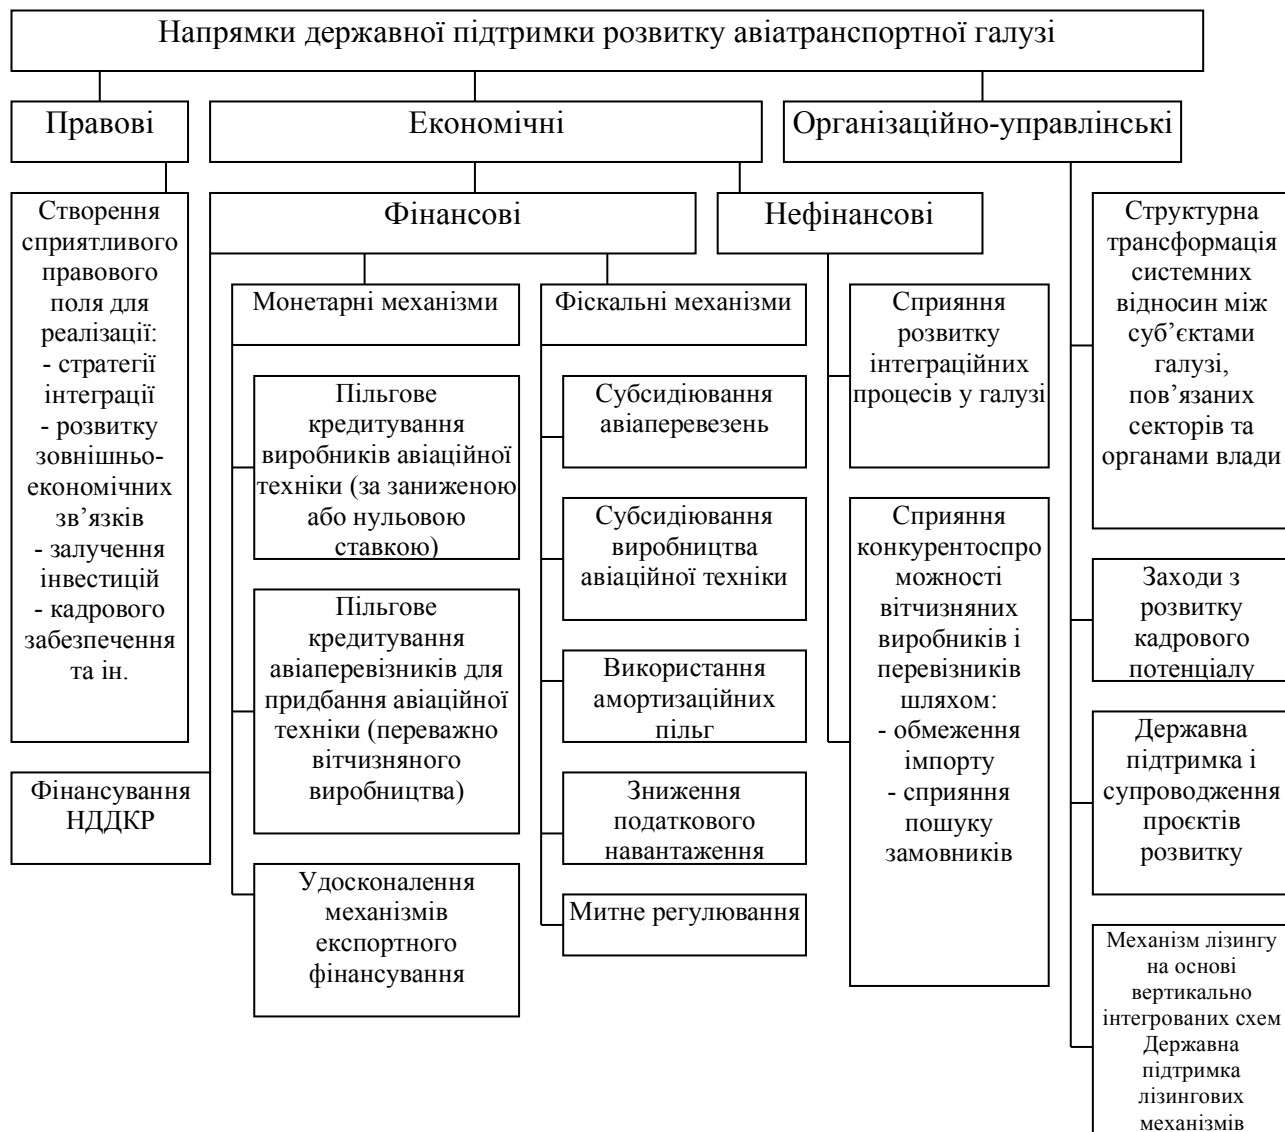 Напрямки державної підтримки розвитку авіатранспортної галузі
Правові
Економічні
Організаційно-управлінські
Створення
сприятливого
правового
поля для
реалізації:
- стратегії
інтеграції
- розвитку
зовнішньо-
економічних
зв’язків
- залучення
інвестицій
- кадрового
забезпечення
та ін.
Фінансові
Нефінансові
Фінансування
НДДКР
Монетарні механізми
Пільгове
кредитування
виробників авіаційної
техніки (за заниженою
або нульовою
ставкою)
Пільгове
кредитування
авіаперевізників для
придбання авіаційної
техніки (переважно
вітчизняного
виробництва)
Удосконалення
механізмів
експортного
фінансування
Фіскальні механізми
Субсидіювання
авіаперевезень
Субсидіювання
виробництва
авіаційної техніки
Використання
амортизаційних
пільг
Зниження
податкового
навантаження
Митне регулювання
Сприяння
розвитку
інтеграційних
процесів у галузі
Сприяння
конкурентоспро
можності
вітчизняних
виробників і
перевізників
шляхом:
- обмеження
імпорту
- сприяння
пошуку
замовників
Структурна
трансформація
системних
відносин між
суб’єктами
галузі,
пов’язаних
секторів та
органами влади
Заходи з
розвитку
кадрового
потенціалу
Державна
підтримка і
супроводження
проєктів
розвитку
Механізм лізингу
на основі
вертикально
інтегрованих схем
Державна
підтримка
лізингових
механізмів